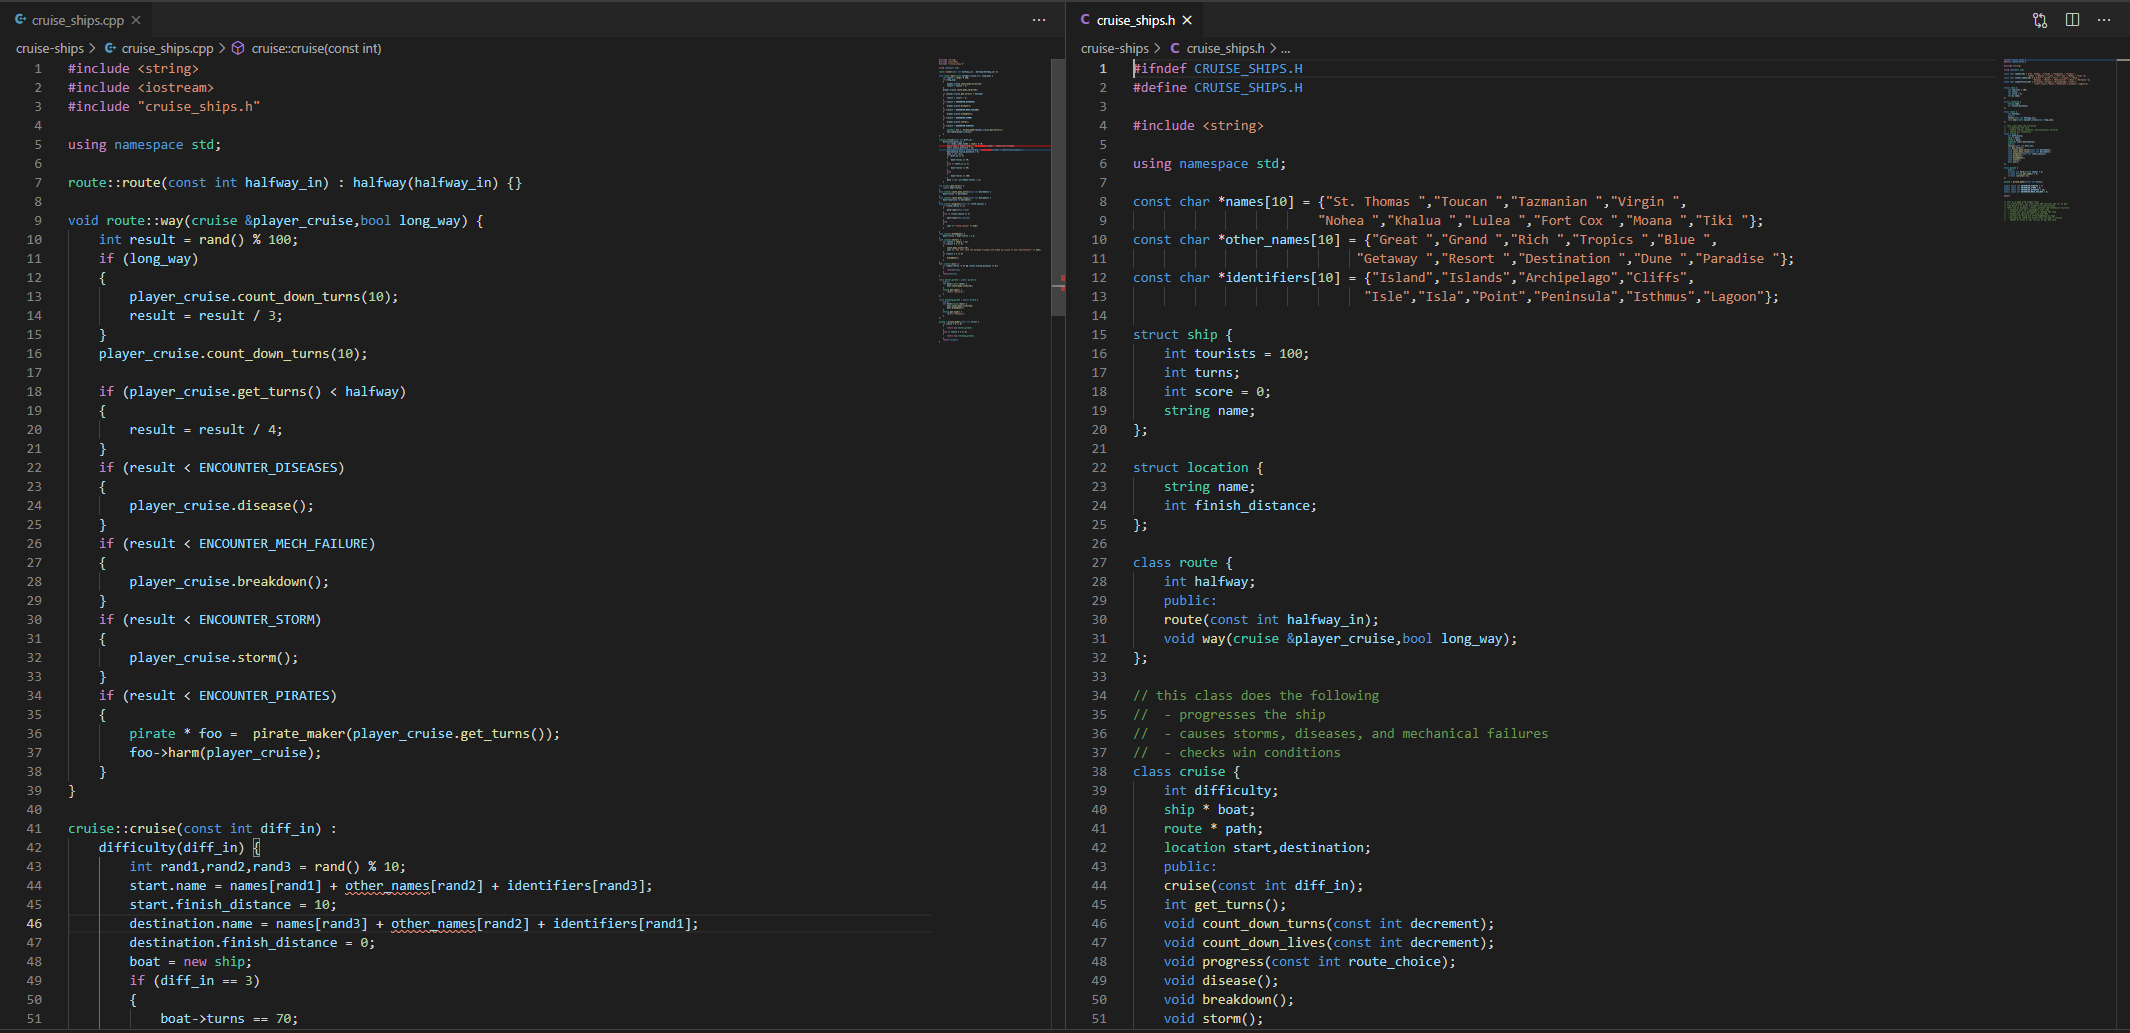 cruise_ships.cpp
cruise-ships > cruise_ships.cpp > cruise::cruise(const int)
1 #include <string>
2 #include <iostream>
3 #include "cruise_ships.h"
4
5 using namespace std;
6
7 route::route(const int halfway_in) : halfway(halfway_in) {}
8
9 void route::way(cruise &player_cruise,bool long_way) {
10     int result = rand() % 100;
11     if (long_way)
12     {
13         player_cruise.count_down_turns(10);
14         result = result / 3;
15     }
16     player_cruise.count_down_turns(10);
17
18     if (player_cruise.get_turns() < halfway)
19     {
20         result = result / 4;
21     }
22     if (result < ENCOUNTER_DISEASES)
23     {
24         player_cruise.disease();
25     }
26     if (result < ENCOUNTER_MECH_FAILURE)
27     {
28         player_cruise.breakdown();
29     }
30     if (result < ENCOUNTER_STORM)
31     {
32         player_cruise.storm();
33     }
34     if (result < ENCOUNTER_PIRATES)
35     {
36         pirate * foo =  pirate_maker(player_cruise.get_turns());
37         foo->harm(player_cruise);
38     }
39 }
40
41 cruise::cruise(const int diff_in) :
42     difficulty(diff_in) {
43         int rand1,rand2,rand3 = rand() % 10;
44         start.name = names[rand1] + other_names[rand2] + identifiers[rand3];
45         start.finish_distance = 10;
46         destination.name = names[rand3] + other_names[rand2] + identifiers[rand1];
47         destination.finish_distance = 0;
48         boat = new ship;
49         if (diff_in == 3)
50         {
51             boat->turns == 70;
C cruise_ships.h
cruise-ships > C cruise_ships.h > ...
1 #ifndef CRUISE_SHIPS.H
2 #define CRUISE_SHIPS.H
3
4 #include <string>
5
6 using namespace std;
7
8 const char *names[10] = {"St. Thomas ","Toucan ","Tazmanian ","Virgin ",
9                         "Nohea ","Khalua ","Lulea ","Fort Cox ","Moana ","Tiki "};
10 const char *other_names[10] = {"Great ","Grand ","Rich ","Tropics ","Blue ",
11                              "Getaway ","Resort ","Destination ","Dune ","Paradise "};
12 const char *identifiers[10] = {"Island","Islands","Archipelago","Cliffs",
13                               "Isle","Isla","Point","Peninsula","Isthmus","Lagoon"};
14
15 struct ship {
16     int tourists = 100;
17     int turns;
18     int score = 0;
19     string name;
20 };
21
22 struct location {
23     string name;
24     int finish_distance;
25 };
26
27 class route {
28     int halfway;
29     public:
30     route(const int halfway_in);
31     void way(cruise &player_cruise,bool long_way);
32 };
33
34 // this class does the following
35 //  - progresses the ship
36 //  - causes storms, diseases, and mechanical failures
37 //  - checks win conditions
38 class cruise {
39     int difficulty;
40     ship * boat;
41     route * path;
42     location start,destination;
43     public:
44     cruise(const int diff_in);
45     int get_turns();
46     void count_down_turns(const int decrement);
47     void count_down_lives(const int decrement);
48     void progress(const int route_choice);
49     void disease();
50     void breakdown();
51     void storm();